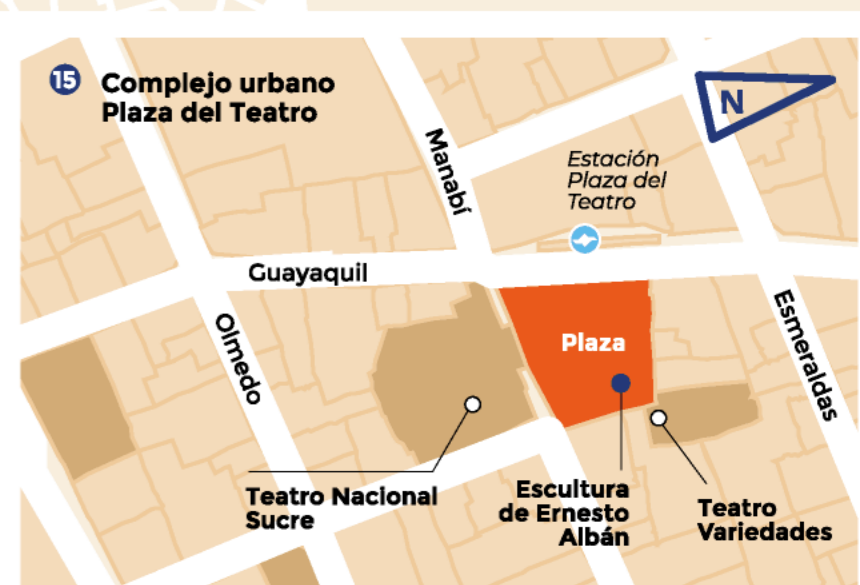 15
Complejo urbano
Plaza del Teatro
N
Manabí
Estación
Plaza del
Teatro
Guayaquil
Olmedo
Plaza
Esmeraldas
Teatro Nacional
Sucre
Escultura
de Ernesto
Albán
Teatro
Variedades